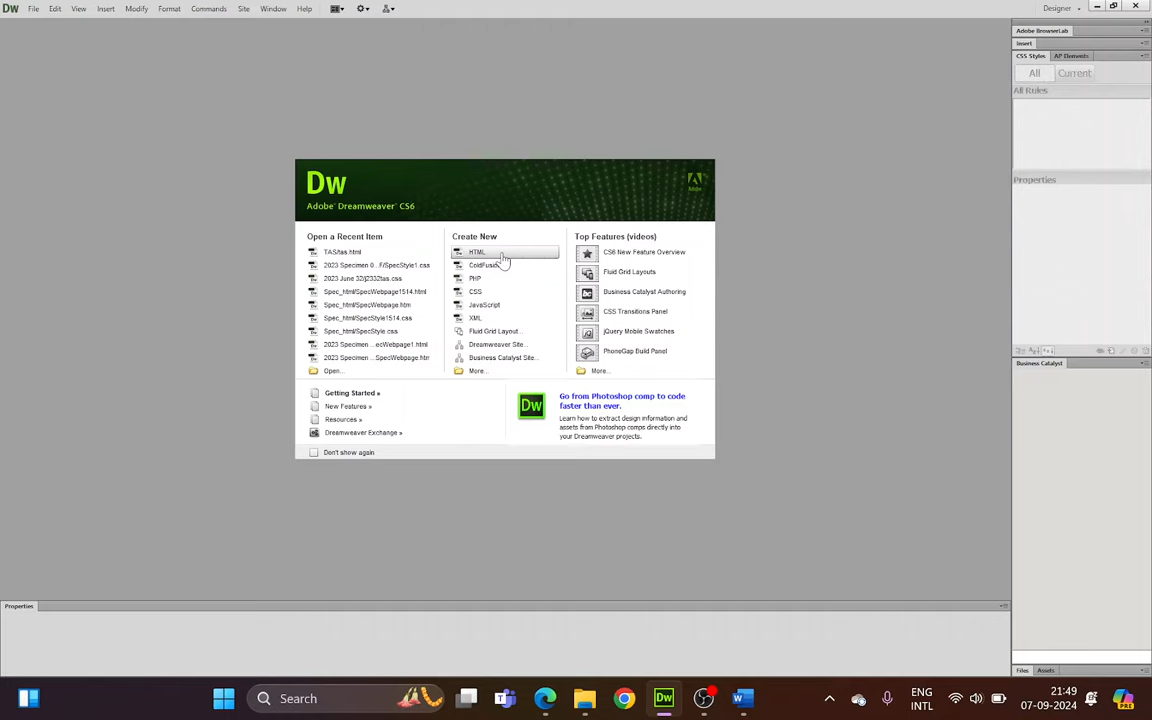 Dw File Edit View Insert Modify Format Commands Site Window Help Designer
Adobe BrowserLab
Insert
CSS Styles AP Elements
All Current
All Rules
Properties
Dw
Adobe Dreamweaver CS6
Adobe
Open a Recent Item
TAS/tas.html
2023 Specimen 0...F/SpecStyle1.css
2023 June 32/j2332tas.css
Spec_html/SpecWebpage1514.html
Spec_html/SpecWebpage.htm
Spec_html/SpecStyle1514.css
Spec_html/SpecStyle.css
2023 Specimen ...ecWebpage1.html
2023 Specimen ...SpecWebpage.htm
Open...
Create New
HTML
PHP
CSS
JavaScript
XML
Fluid Grid Layout...
Dreamweaver Site...
Business Catalyst Site...
More...
Top Features (videos)
CS6 New Feature Overview
Fluid Grid Layouts
Business Catalyst Authoring
CSS Transitions Panel
jQuery Mobile Swatches
PhoneGap Build Panel
More...
Getting Started »
New Features »
Resources »
Dreamweaver Exchange »
Dw
Go from Photoshop comp to code
faster than ever.
Learn how to extract design information and
assets from Photoshop comps directly into
your Dreamweaver projects.
Don't show again
Business Catalyst
Properties
Files Assets
Search
Dw
ENG
INTL
21:49
07-09-2024
PRE